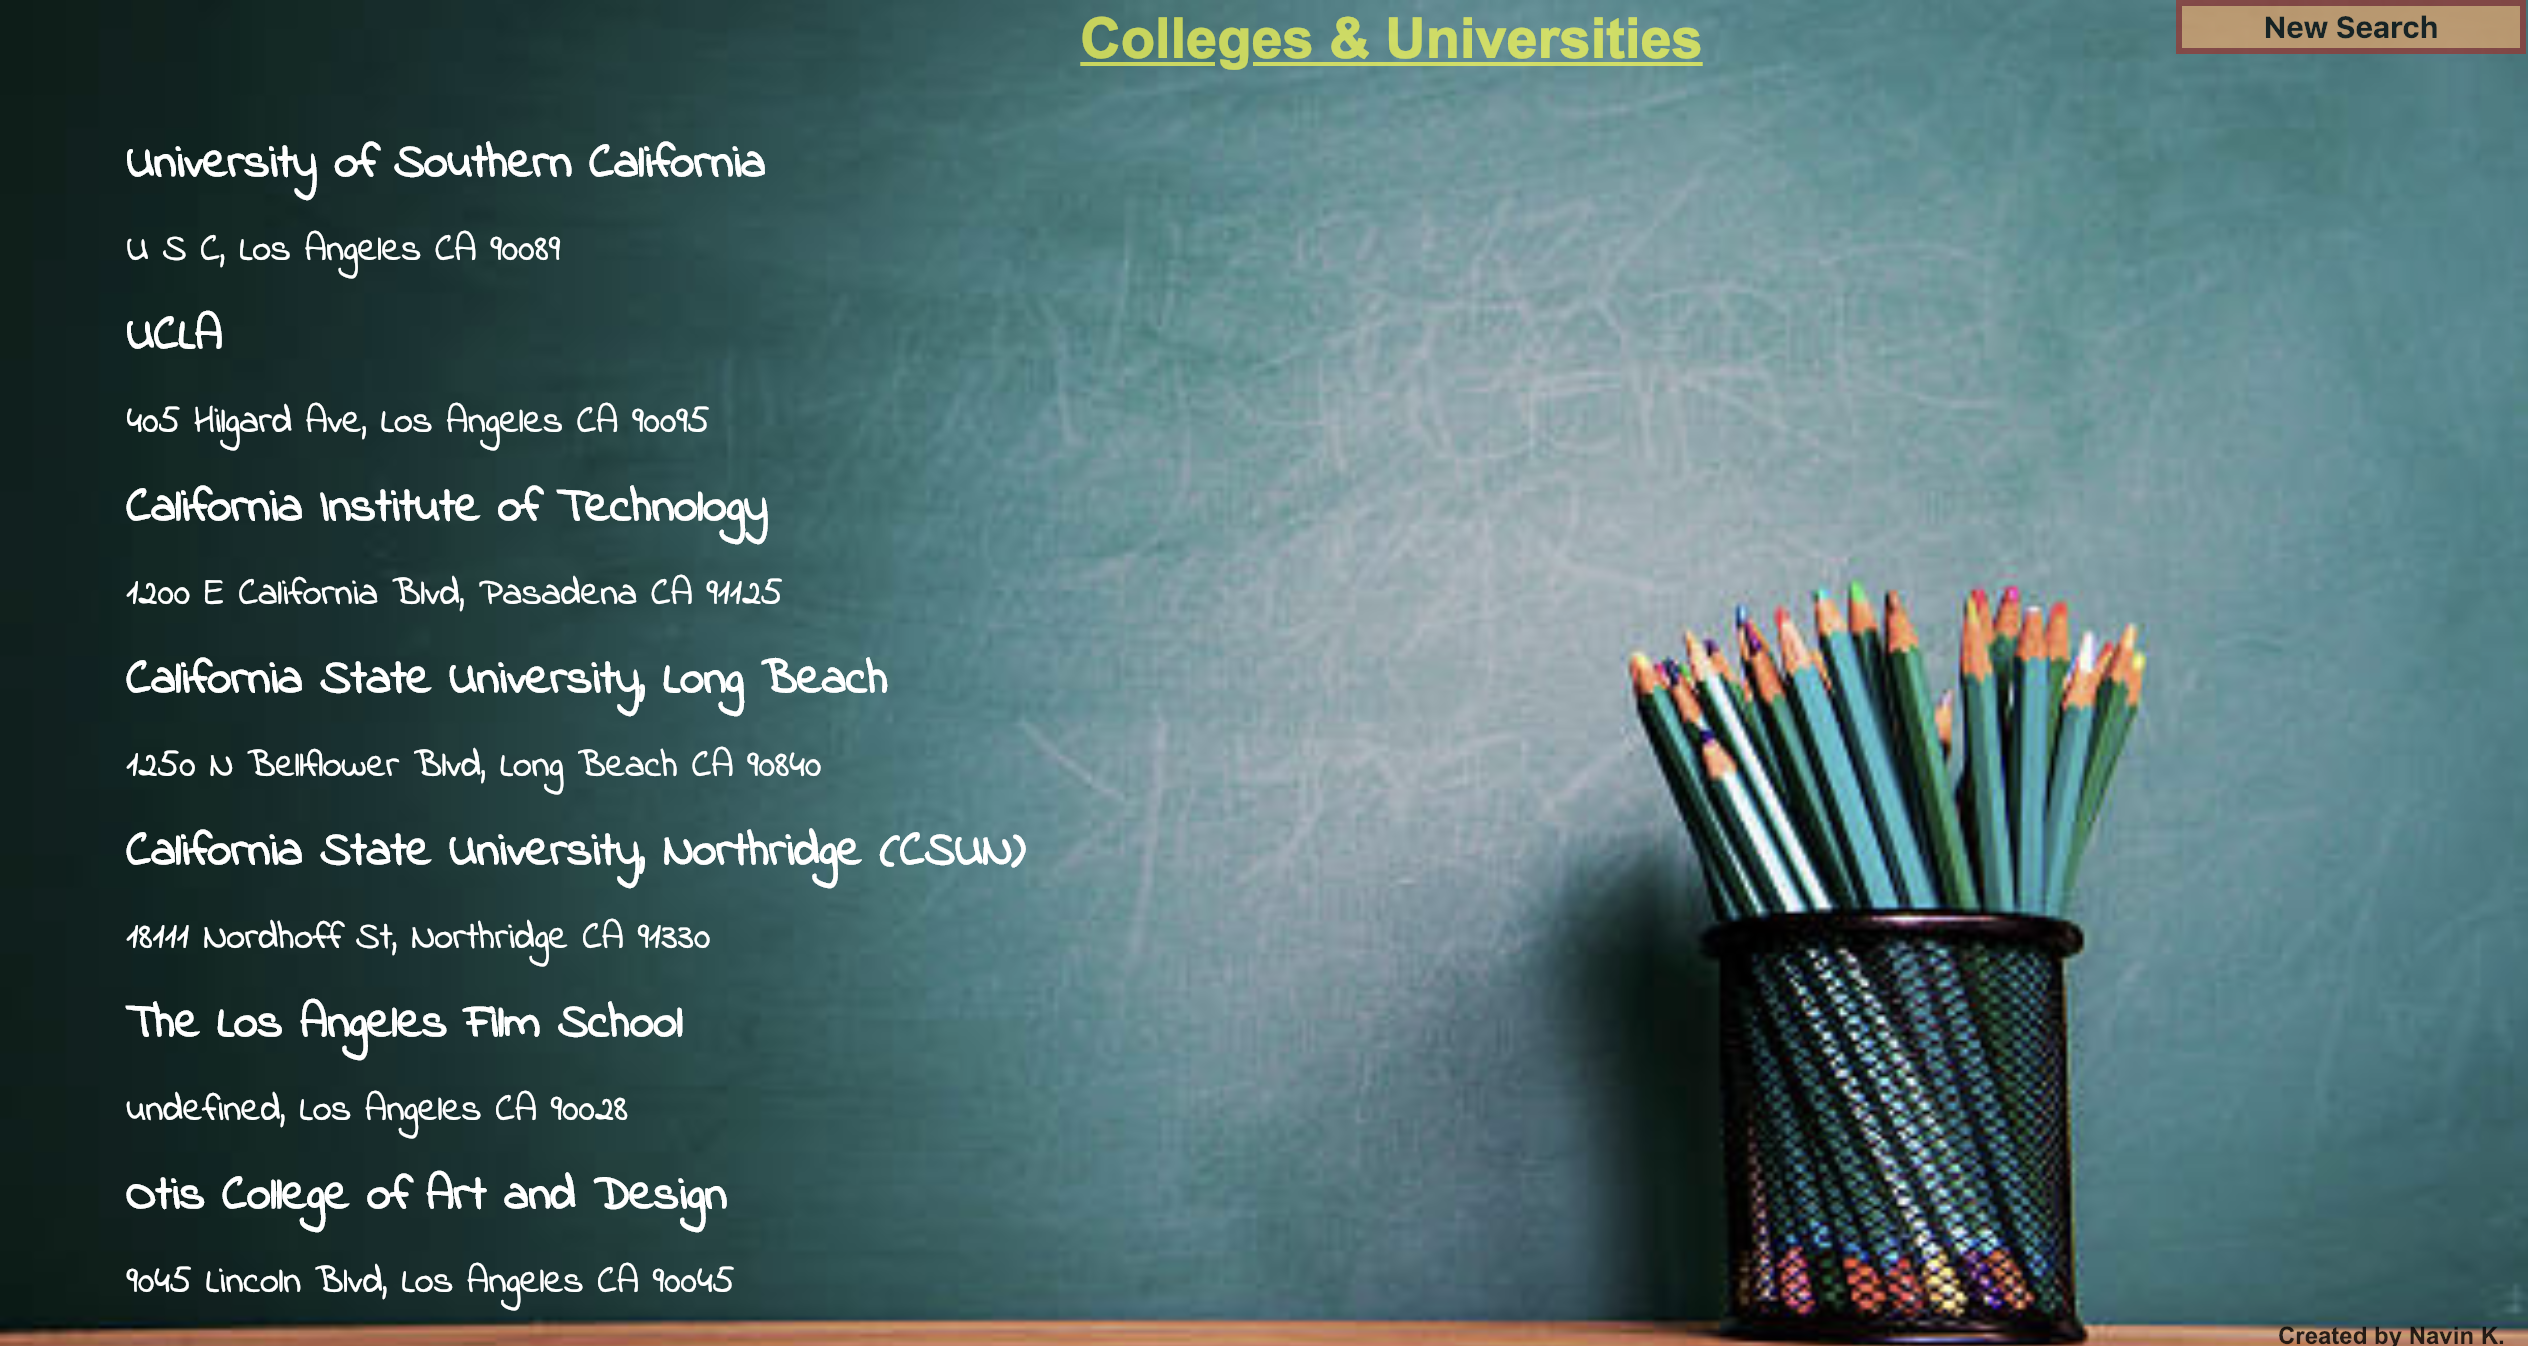 Colleges & Universities
New Search
University of Southern California
U S C, Los Angeles CA 90089
UCLA
405 Hilgard Ave, Los Angeles CA 90095
California Institute of Technology
1200 E California Blvd, Pasadena CA 91125
California State University, Long Beach
1250 N Bellflower Blvd, Long Beach CA 90840
California State University, Northridge (CSUN)
18111 Nordhoff St, Northridge CA 91330
The Los Angeles Film School
undefined, Los Angeles CA 90028
Otis College of Art and Design
9045 Lincoln Blvd, Los Angeles CA 90045
Created by Navin K.